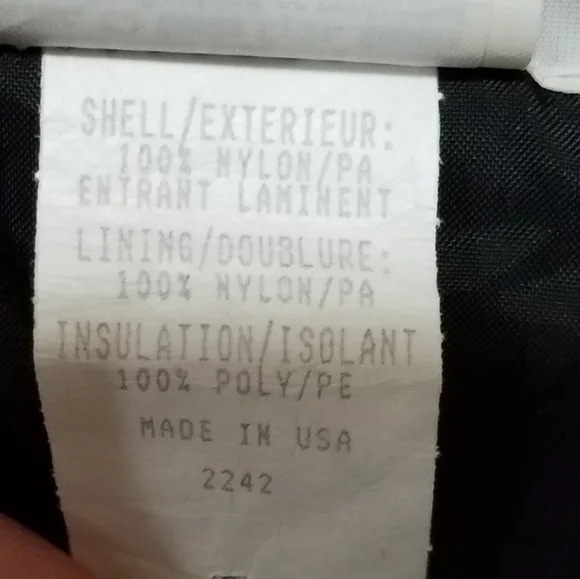 SHELL/EXTERIEUR:
100% NYLON/PA
ENTRANT LAMINENT
LINING/DOUBLURE:
100% NYLON/PA
INSULATION/ISOLANT
100% POLY/PE
MADE IN USA
2242